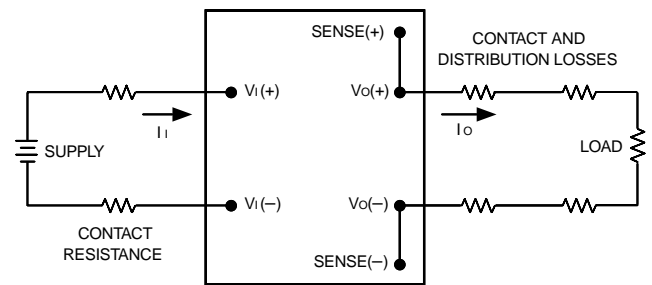 SENSE(+)
CONTACT AND
DISTRIBUTION LOSSES
VI(+)
VO(+)
II
IO
SUPPLY
LOAD
VI(–)
VO(–)
CONTACT
RESISTANCE
SENSE(–)